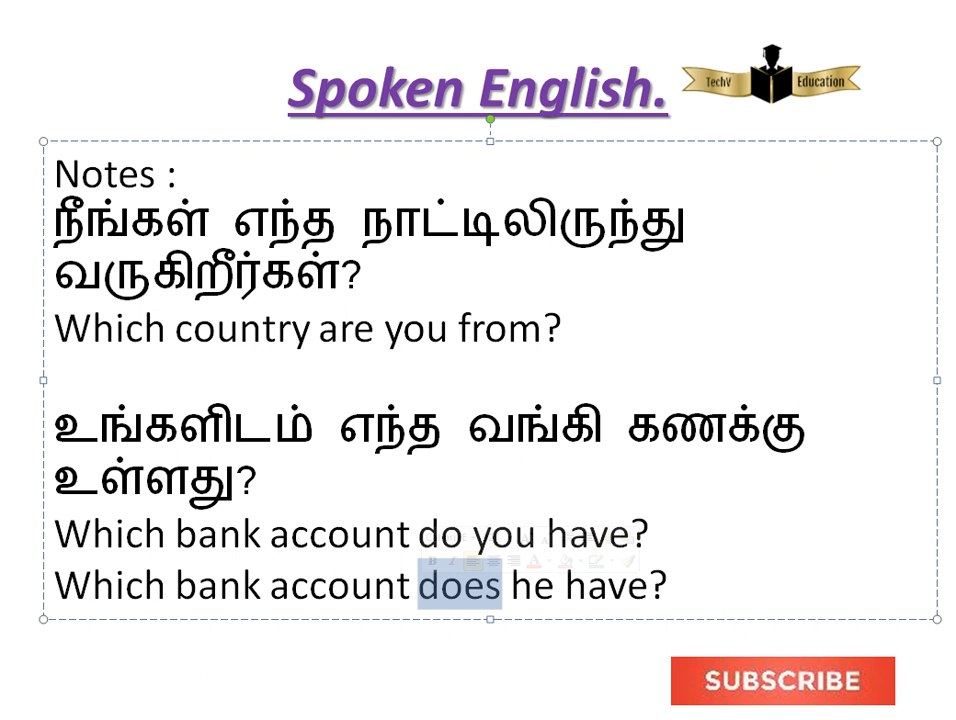 Spoken English.
TechV Education
Notes :
நீங்கள் எந்த நாட்டிலிருந்து
வருகிறீர்கள்?
Which country are you from?
உங்களிடம் எந்த வங்கி கணக்கு
உள்ளது?
Which bank account do you have?
Which bank account does he have?
SUBSCRIBE